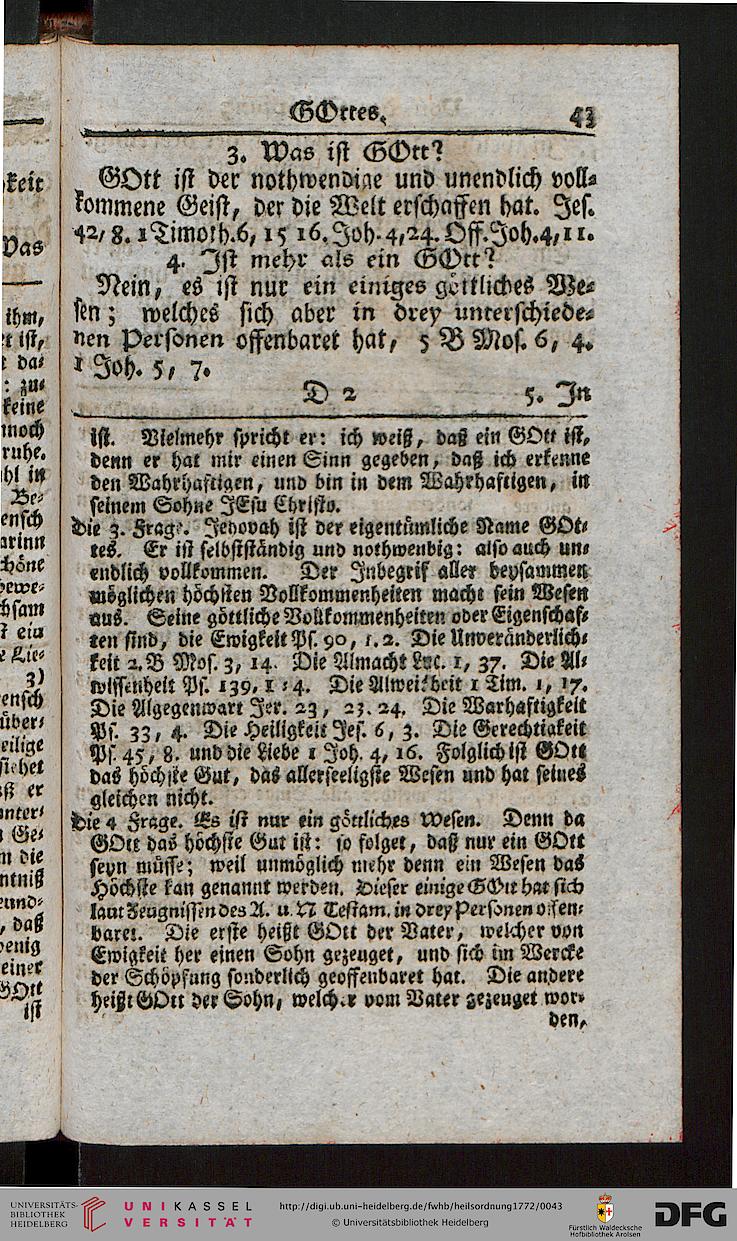 GOttes.
43
3. Was ist GOtt?
GOtt ist der nothwendige und unendlich voll-
kommene Geist, der die Welt erschaffen hat. Jes.
42, 8. 1 Timoth. 6, 15 16. Joh. 4, 24. Off. Joh. 4, 11.
4. Ist mehr als ein GOtt?
Nein, es ist nur ein einiges göttliches We-
sen; welches sich aber in drey unterschiede-
nen Personen offenbaret hat, 5 B Mos. 6, 4.
1 Joh. 5, 7.
D 2
5. In
ist. Vielmehr spricht er: ich weiß, daß ein GOtt ist,
denn er hat mir einen Sinn gegeben, daß ich erkenne
den Wahrhaftigen, und bin in dem Wahrhaftigen, in
seinem Sohne JEsu Christo.
Die 3. Frage. Jehovah ist der eigentümliche Name GOt-
tes. Er ist selbstständig und nothwendig: also auch un-
endlich vollkommen. Der Inbegrif aller beysammen
möglichen höchsten Vollkommenheiten macht sein Wesen
aus. Seine göttliche Vollkommenheiten oder Eigenschaf-
ten sind, die Ewigkeit Ps. 90, 1. 2. Die Unveränderlich-
keit 2. B Mos. 3, 14. Die Almacht Luc. 1, 37. Die Al-
wissenheit Ps. 139, 1 : 4. Die Alweisheit 1 Tim. 1, 17.
Die Algegenwart Jer. 23, 23. 24. Die Warhaftigkeit
Ps. 33, 4. Die Heiligkeit Jes. 6, 3. Die Gerechtigkeit
Ps. 45, 8. und die Liebe 1 Joh. 4, 16. Folglich ist GOtt
das höchste Gut, das allerseeligste Wesen und hat seines
gleichen nicht.
Die 4 Frage. Es ist nur ein göttliches Wesen. Denn da
GOtt das höchste Gut ist: so folget, daß nur ein GOtt
seyn müsse; weil unmöglich mehr denn ein Wesen das
Höchste kan genannt werden. Dieser einige GOtt hat sich
laut Zeugnissen des A. u. N Testam. in drey Personen offen-
baret. Die erste heißt GOtt der Vater, welcher von
Ewigkeit her einen Sohn gezeuget, und sich im Wercke
der Schöpfung sonderlich geoffenbaret hat. Die andere
heißt GOtt der Sohn, welcher vom Vater gezeuget wor-
den,
UNIVERSITÄTS-
BIBLIOTHEK
HEIDELBERG
UNIKASSEL
VERSITÄT
http://digi.ub.uni-heidelberg.de/fwhb/heilsordnung1772/0043
© Universitätsbibliothek Heidelberg
Fürstlich Waldecksche
Hofbibliothek Arolsen
DFG